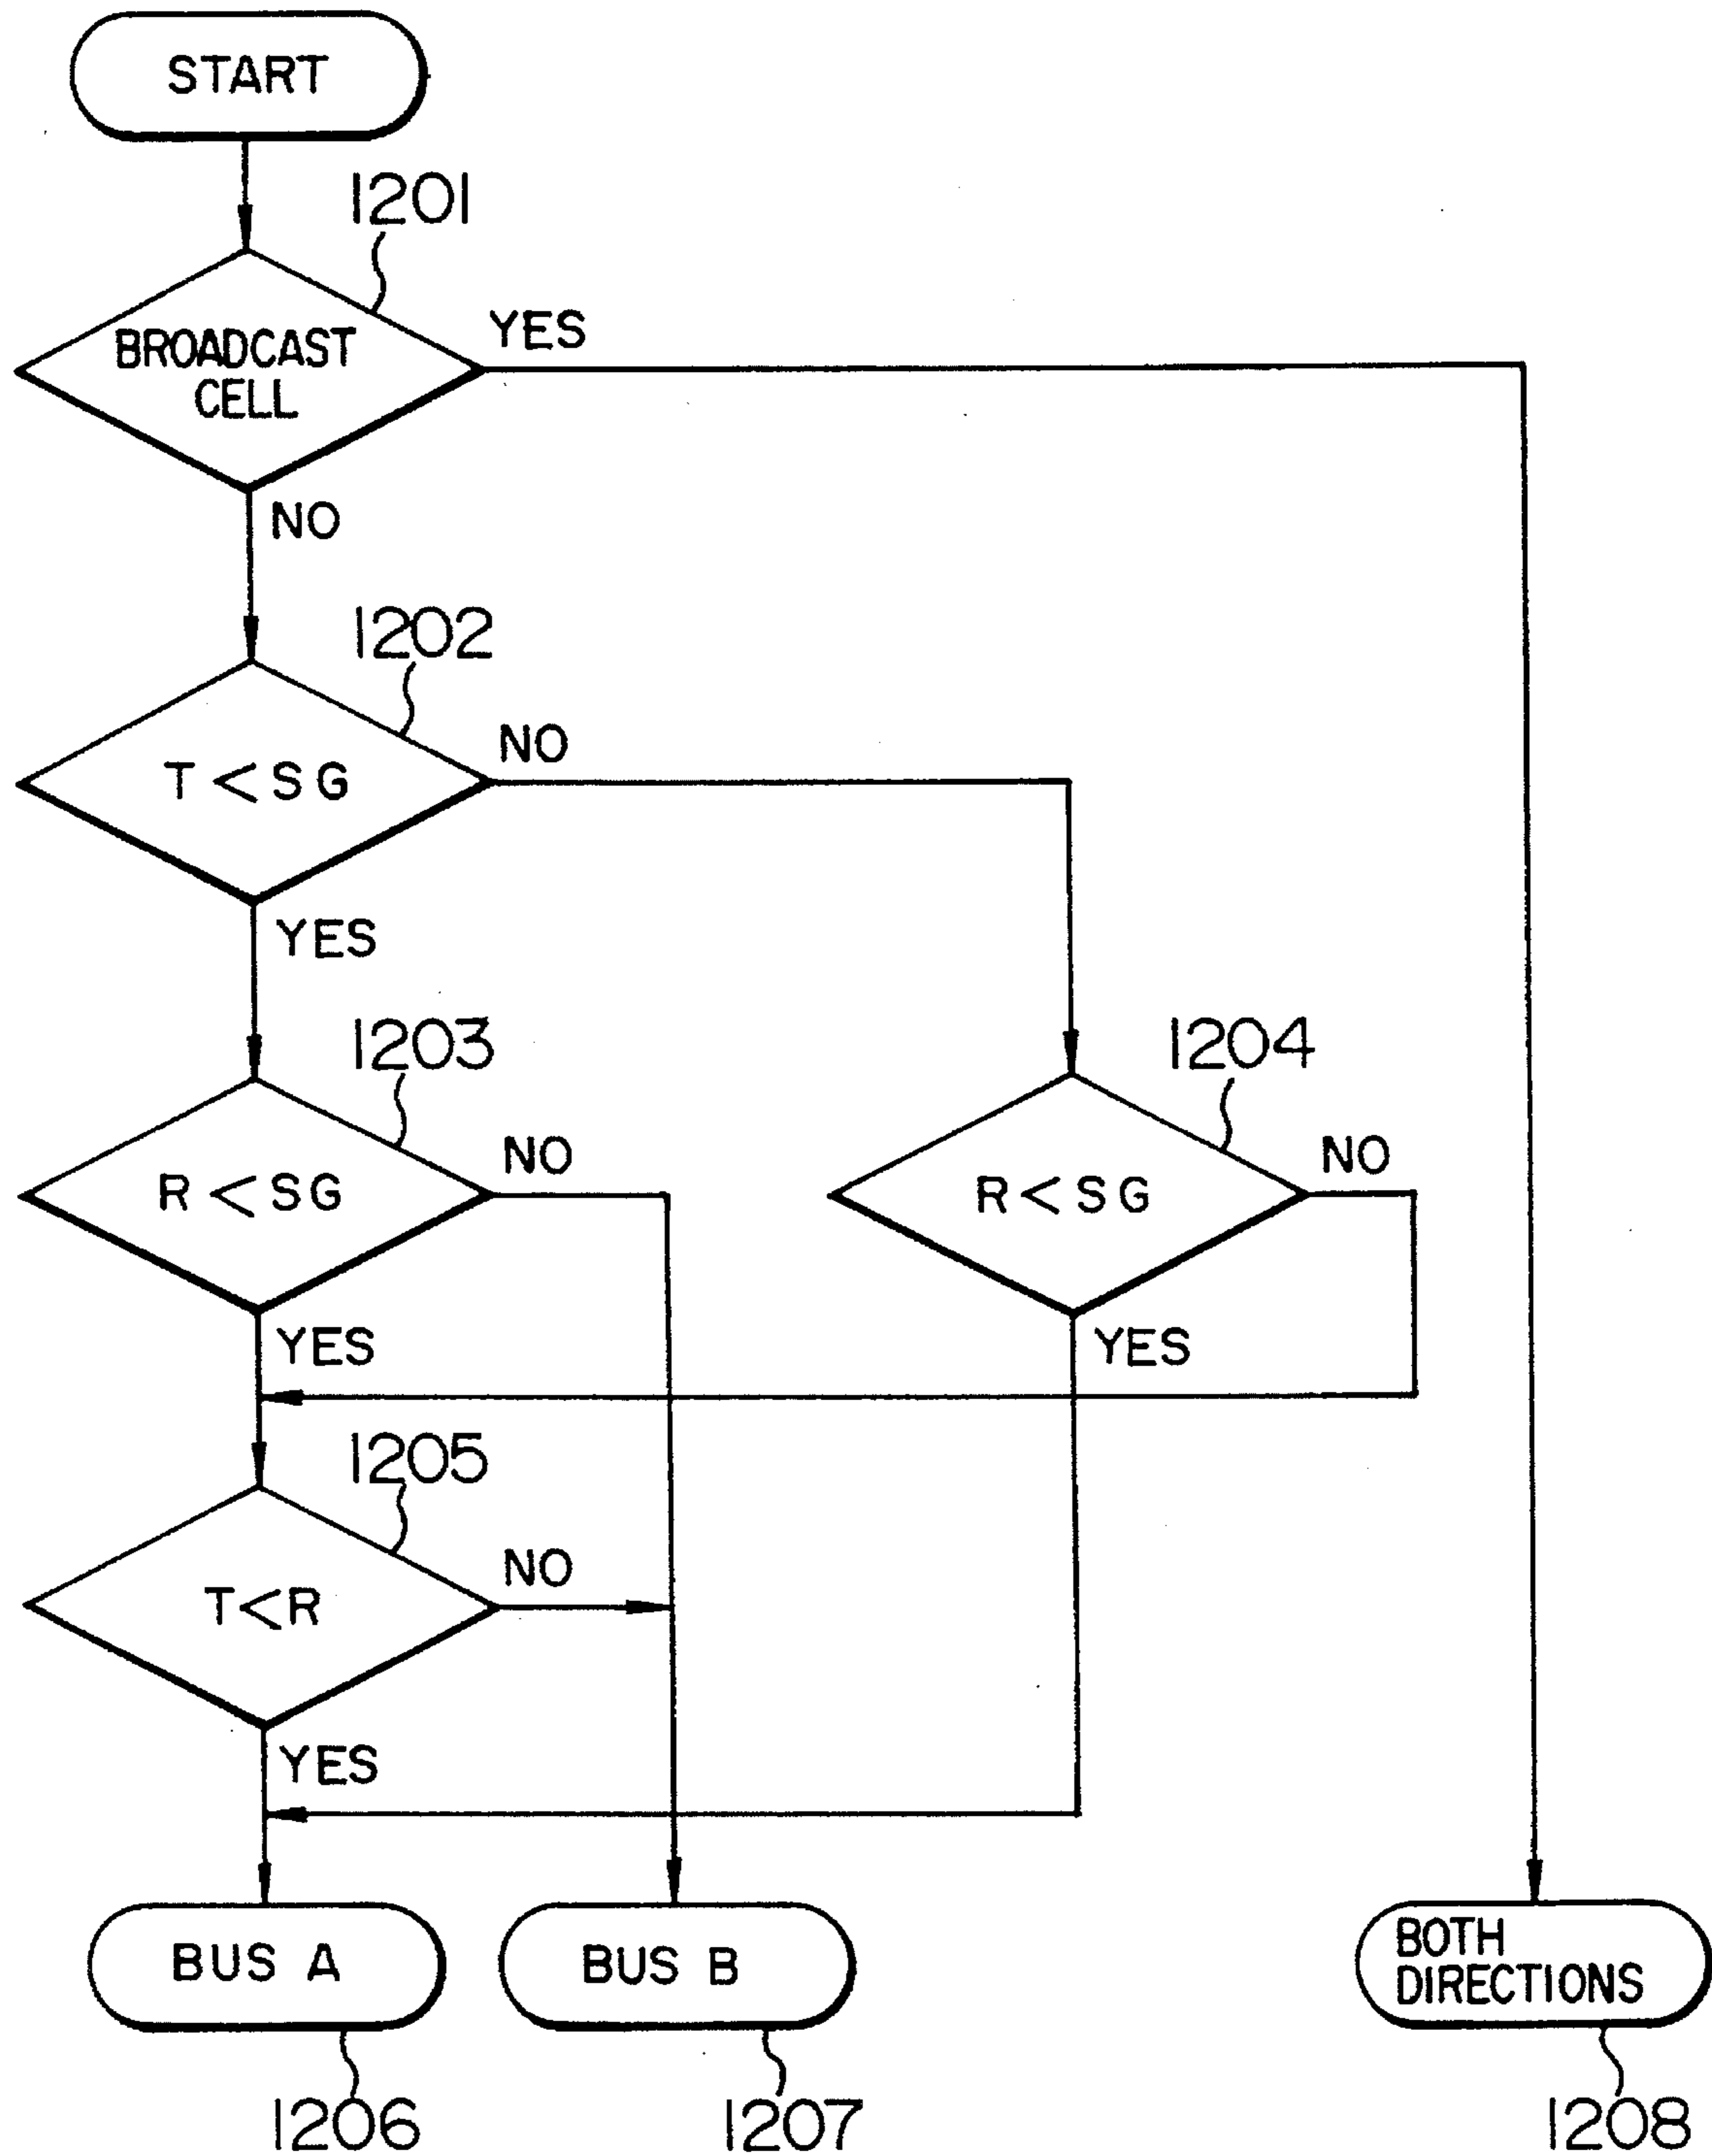 START
1201
BROADCAST
CELL
YES
NO
1202
T < SG
NO
YES
1203
R < SG
NO
YES
1204
R < SG
NO
YES
1205
T<R
NO
YES
BUS A
BUS B
BOTH
DIRECTIONS
1206
1207
1208